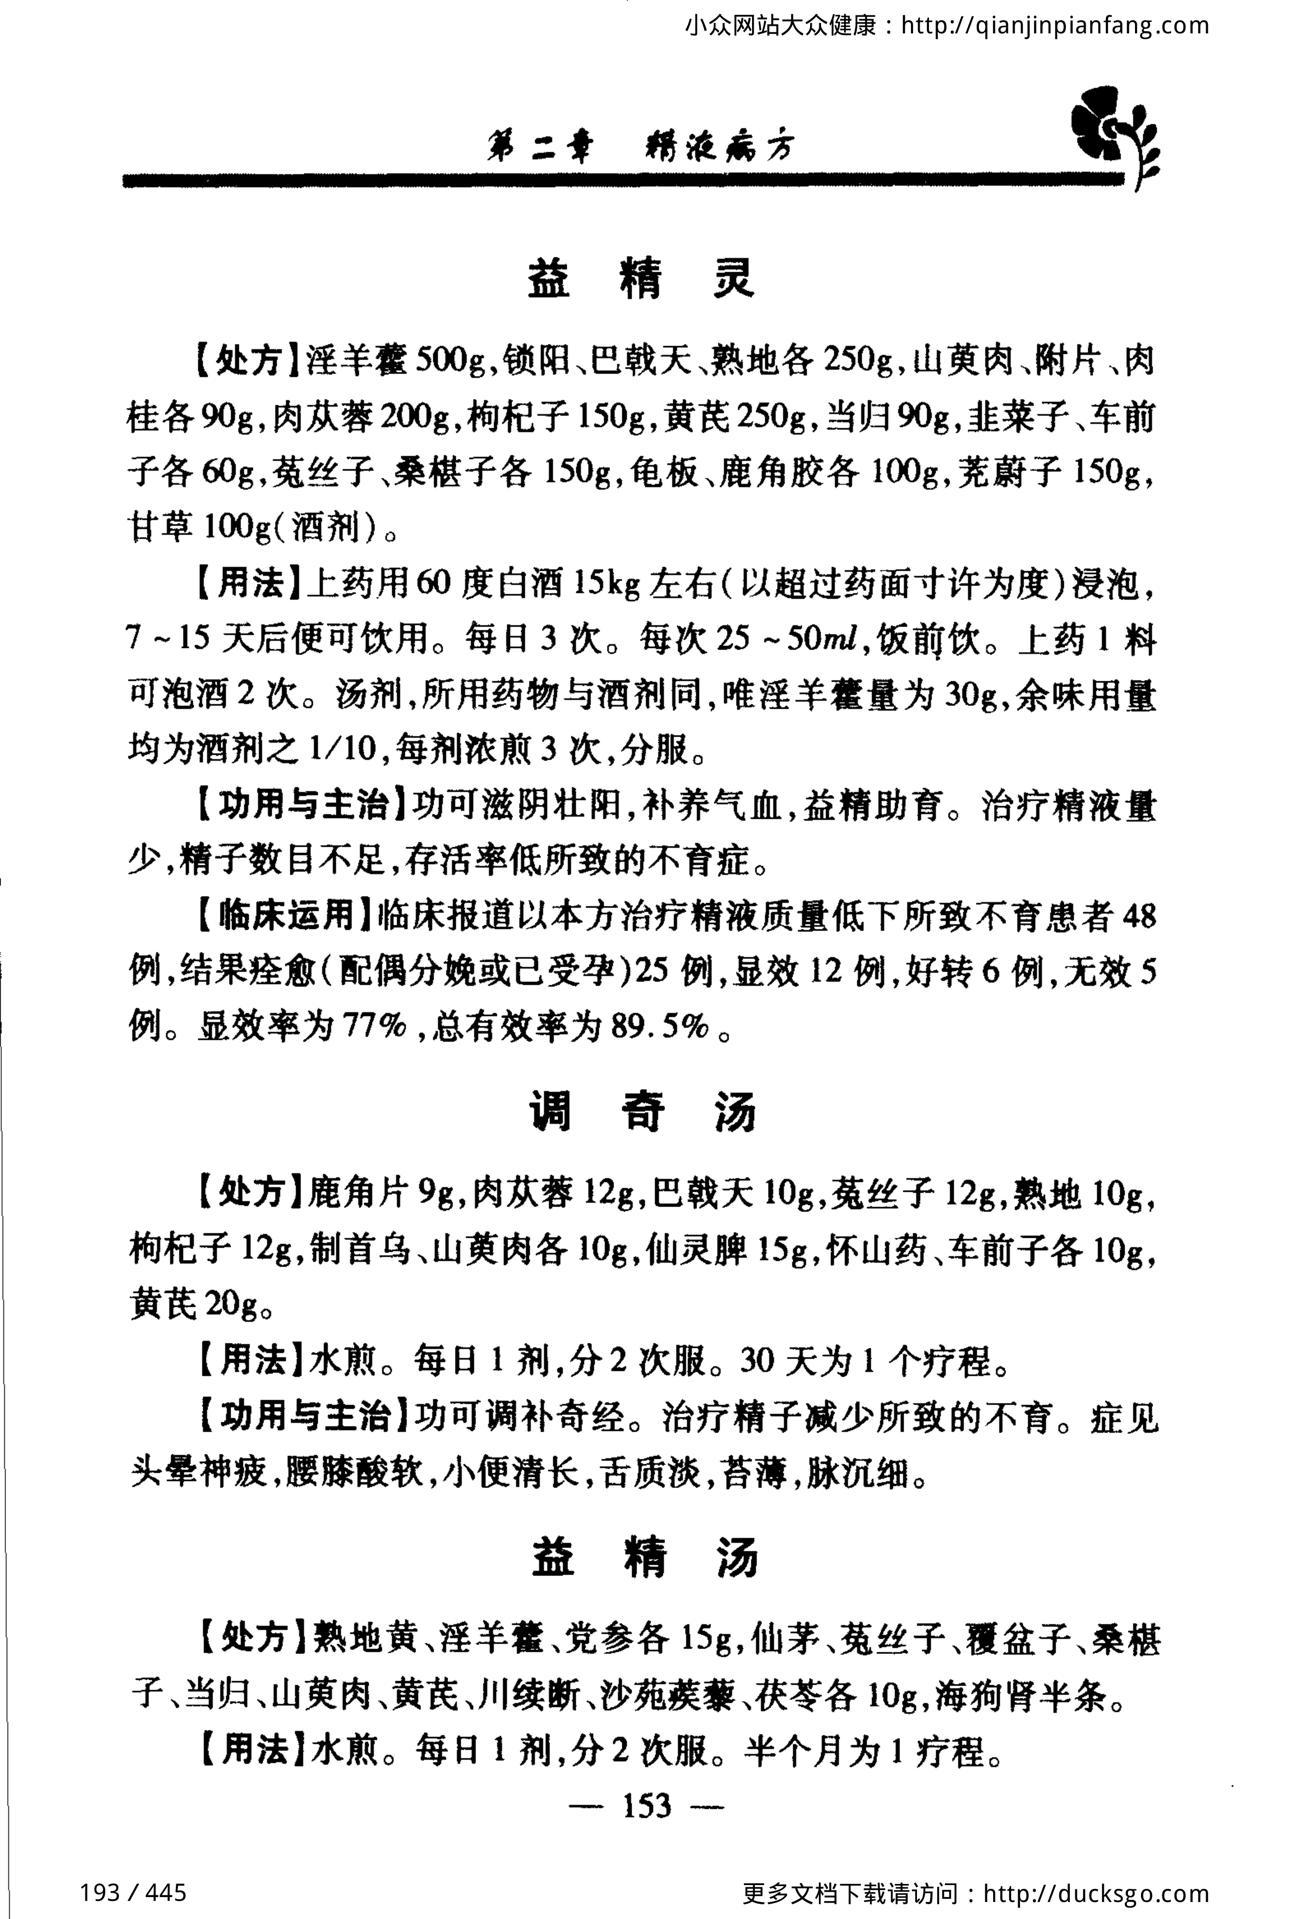 小众网站大众健康：http://qianjinpianfang.com
第二章 精液病方
益 精 灵
【处方】淫羊藿500g,锁阳、巴戟天、熟地各250g,山萸肉、附片、肉
桂各90g,肉苁蓉200g,枸杞子150g,黄芪250g,当归90g,韭菜子、车前
子各60g,菟丝子、桑椹子各150g,龟板、鹿角胶各100g,茺蔚子150g,
甘草100g(酒剂)。
【用法】上药用60度白酒15kg左右(以超过药面寸许为度)浸泡,
7~15天后便可饮用。每日3次。每次25~50ml,饭前饮。上药1料
可泡酒2次。汤剂,所用药物与酒剂同,唯淫羊藿量为30g,余味用量
均为酒剂之1/10,每剂浓煎3次,分服。
【功用与主治】功可滋阴壮阳,补养气血,益精助育。治疗精液量
少,精子数目不足,存活率低所致的不育症。
【临床运用】临床报道以本方治疗精液质量低下所致不育患者48
例,结果痊愈(配偶分娩或已受孕)25例,显效12例,好转6例,无效5
例。显效率为77%,总有效率为89.5%。
调 奇 汤
【处方】鹿角片9g,肉苁蓉12g,巴戟天10g,菟丝子12g,熟地10g,
枸杞子12g,制首乌、山萸肉各10g,仙灵脾15g,怀山药、车前子各10g,
黄芪20g。
【用法】水煎。每日1剂,分2次服。30天为1个疗程。
【功用与主治】功可调补奇经。治疗精子减少所致的不育。症见
头晕神疲,腰膝酸软,小便清长,舌质淡,苔薄,脉沉细。
益 精 汤
【处方】熟地黄、淫羊藿、党参各15g,仙茅、菟丝子、覆盆子、桑椹
子、当归、山萸肉、黄芪、川续断、沙苑蒺藜、茯苓各10g,海狗肾半条。
【用法】水煎。每日1剂,分2次服。半个月为1疗程。
— 153 —
193 / 445
更多文档下载请访问：http://ducksgo.com